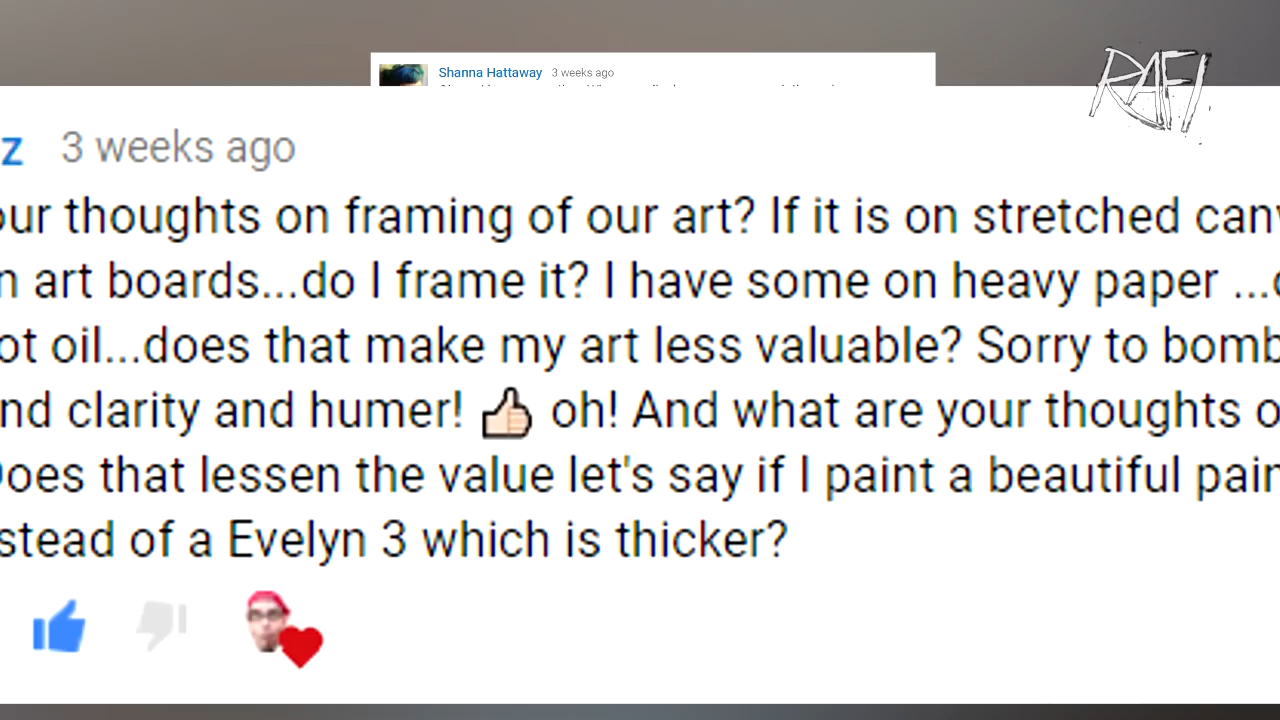 Shanna Hattaway 3 weeks ago
RAFI
z 3 weeks ago
our thoughts on framing of our art? If it is on stretched canv
n art boards...do I frame it? I have some on heavy paper ...
ot oil...does that make my art less valuable? Sorry to bomb
nd clarity and humer! 👍🏻 oh! And what are your thoughts o
Does that lessen the value let's say if I paint a beautiful pain
stead of a Evelyn 3 which is thicker?